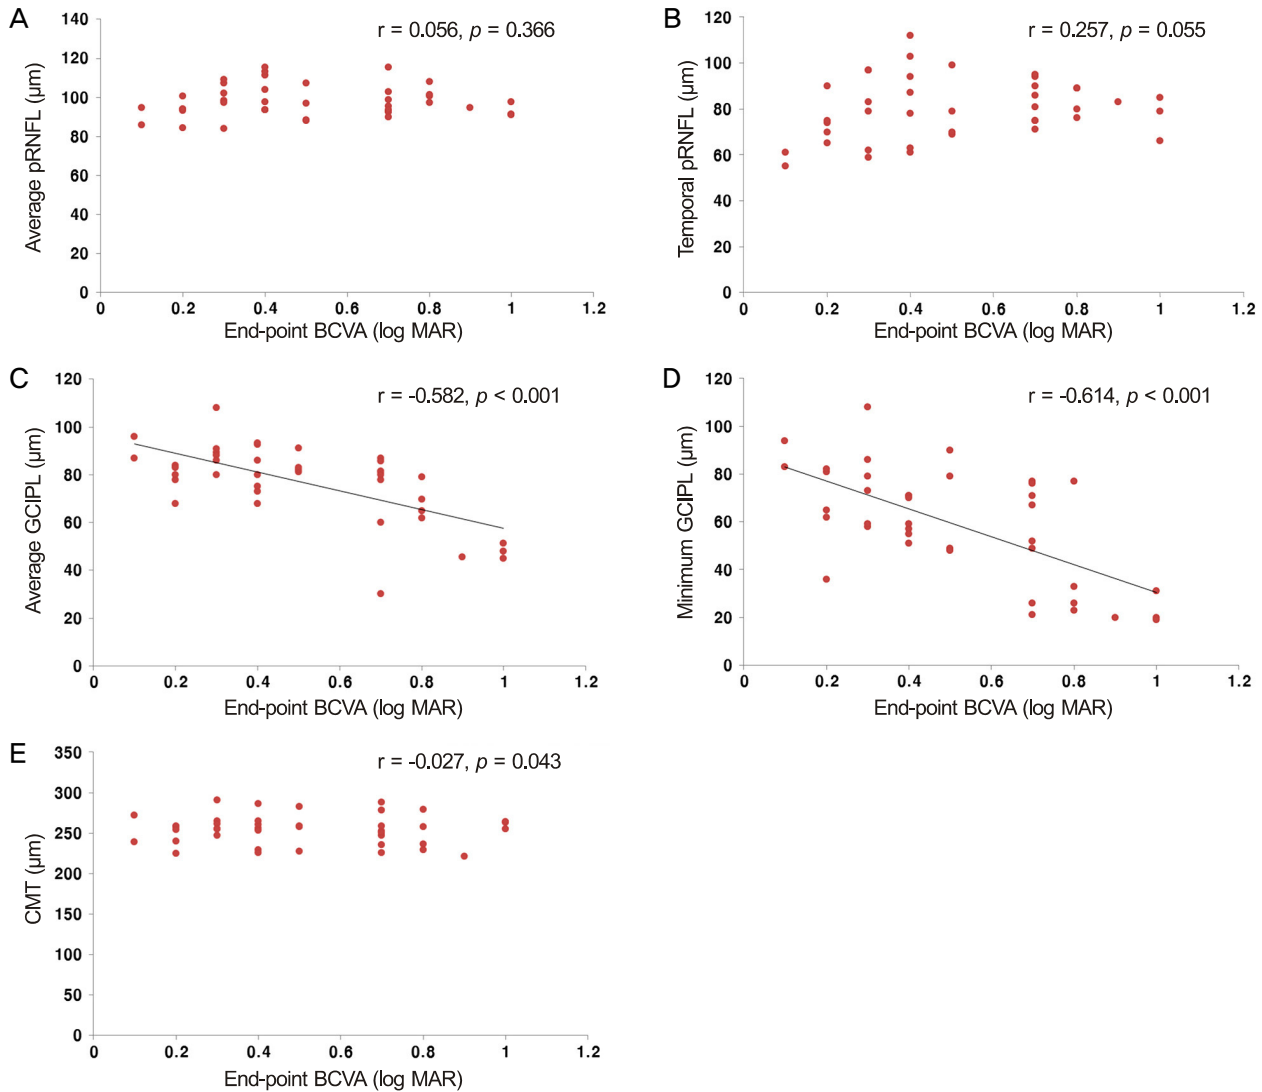 A
r = 0.056, p = 0.366
Average pRNFL (μm)
140
120
100
80
60
40
20
0
0 0.2 0.4 0.6 0.8 1 1.2
End-point BCVA (log MAR)
B
r = 0.257, p = 0.055
Temporal pRNFL (μm)
120
100
80
60
40
20
0
0 0.2 0.4 0.6 0.8 1 1.2
End-point BCVA (log MAR)
C
r = -0.582, p < 0.001
Average GCIPL (μm)
120
100
80
60
40
20
0
0 0.2 0.4 0.6 0.8 1 1.2
End-point BCVA (log MAR)
D
r = -0.614, p < 0.001
Minimum GCIPL (μm)
120
100
80
60
40
20
0
0 0.2 0.4 0.6 0.8 1 1.2
End-point BCVA (log MAR)
E
r = -0.027, p = 0.043
CMT (μm)
350
300
250
200
150
100
50
0
0 0.2 0.4 0.6 0.8 1 1.2
End-point BCVA (log MAR)